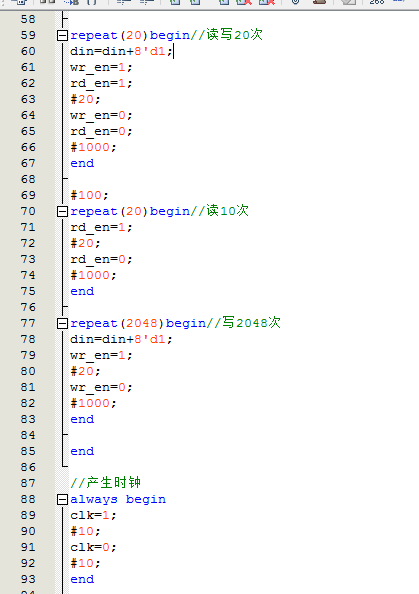 58
59 repeat(20)begin//读写20次
60 din=din+8'd1;
61 wr_en=1;
62 rd_en=1;
63 #20;
64 wr_en=0;
65 rd_en=0;
66 #1000;
67 end
68
69 #100;
70 repeat(20)begin//读10次
71 rd_en=1;
72 #20;
73 rd_en=0;
74 #1000;
75 end
76
77 repeat(2048)begin//写2048次
78 din=din+8'd1;
79 wr_en=1;
80 #20;
81 wr_en=0;
82 #1000;
83 end
84
85 end
86
87 //产生时钟
88 always begin
89 clk=1;
90 #10;
91 clk=0;
92 #10;
93 end